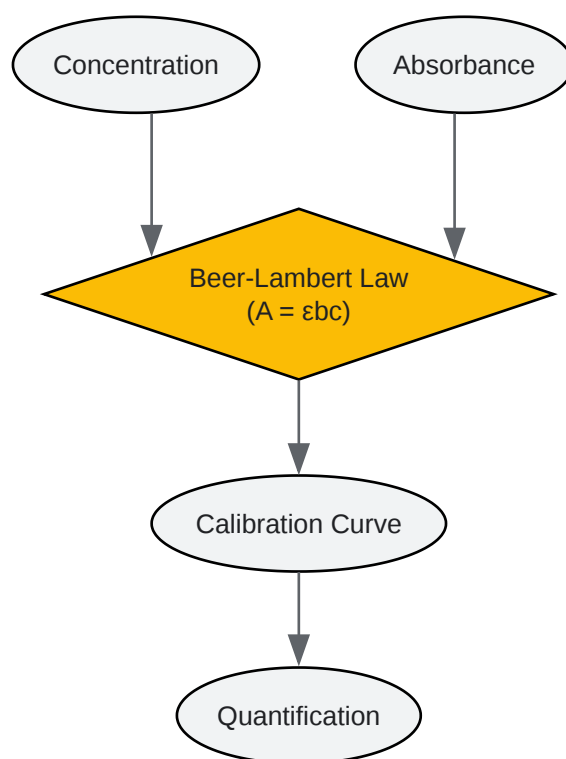 Concentration
Absorbance
Beer-Lambert Law
(A = εbc)
Calibration Curve
Quantification